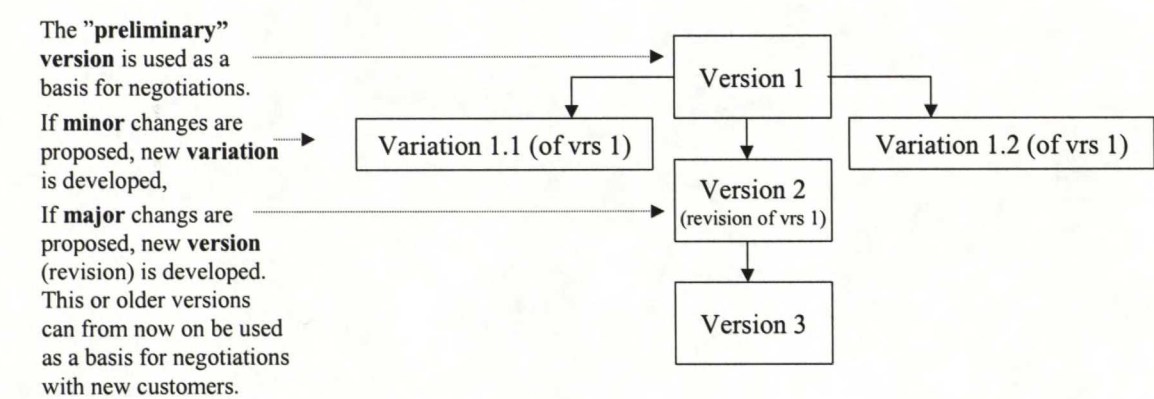 The ”preliminary”
version is used as a
basis for negotiations.
If minor changes are
proposed, new variation
is developed,
If major changs are
proposed, new version
(revision) is developed.
This or older versions
can from now on be used
as a basis for negotiations
with new customers.
Version 1
Variation 1.1 (of vrs 1)
Variation 1.2 (of vrs 1)
Version 2
(revision of vrs 1)
Version 3